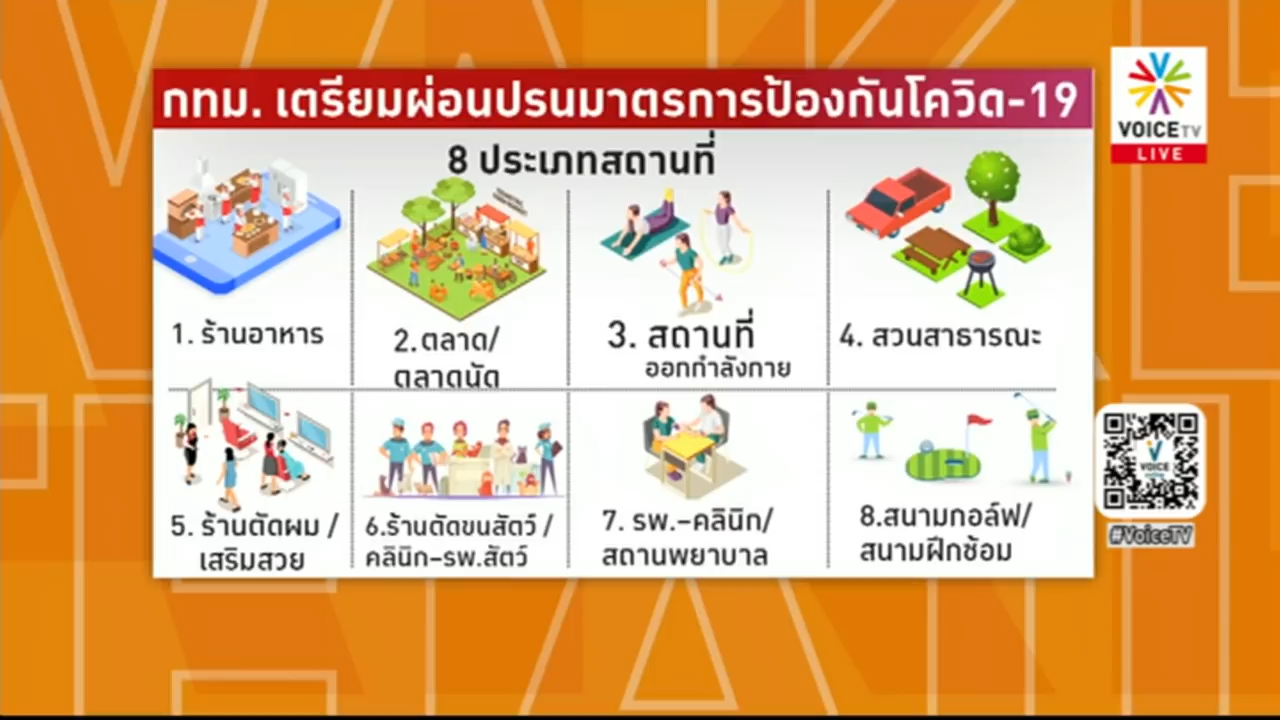 กทม. เตรียมผ่อนปรนมาตรการป้องกันโควิด-19
8 ประเภทสถานที่
1. ร้านอาหาร
2.ตลาด/
ตลาดนัด
3. สถานที่
ออกกำลังกาย
4. สวนสาธารณะ
5. ร้านตัดผม /
เสริมสวย
6.ร้านตัดขนสัตว์ /
คลินิก-รพ.สัตว์
7. รพ.-คลินิก/
สถานพยาบาล
8.สนามกอล์ฟ/
สนามฝึกซ้อม
VOICE TV
LIVE
VOICE
#VoiceTV